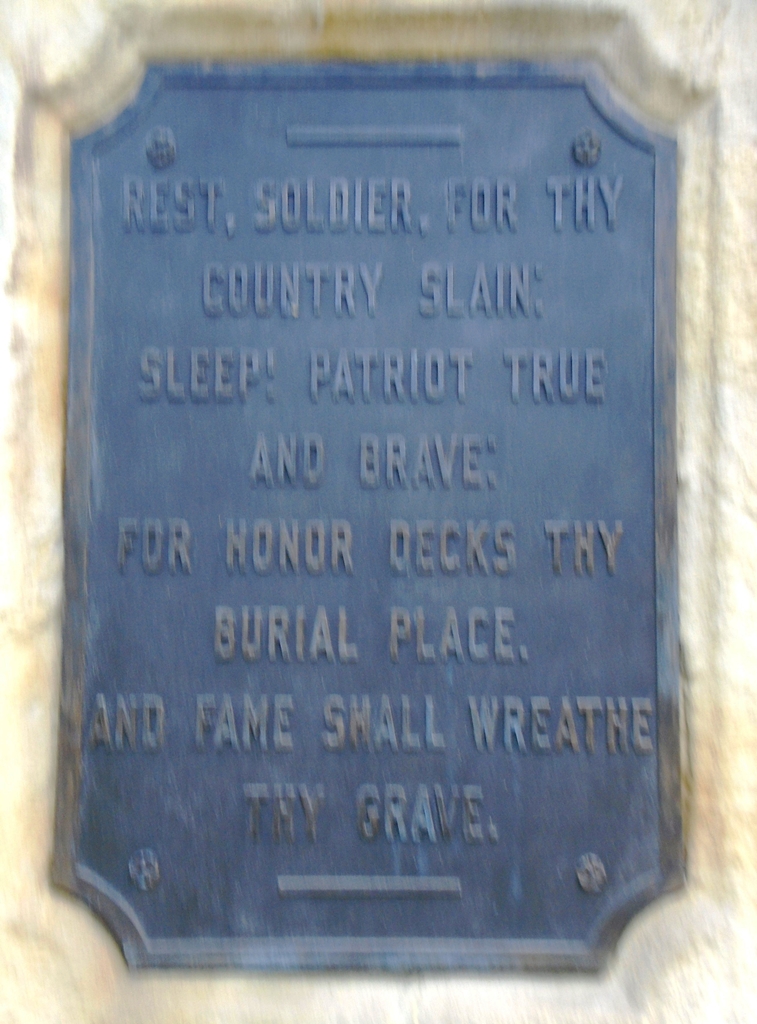 REST, SOLDIER, FOR THY
COUNTRY SLAIN;
SLEEP! PATRIOT TRUE
AND BRAVE;
FOR HONOR DECKS THY
BURIAL PLACE.
AND FAME SHALL WREATHE
THY GRAVE.